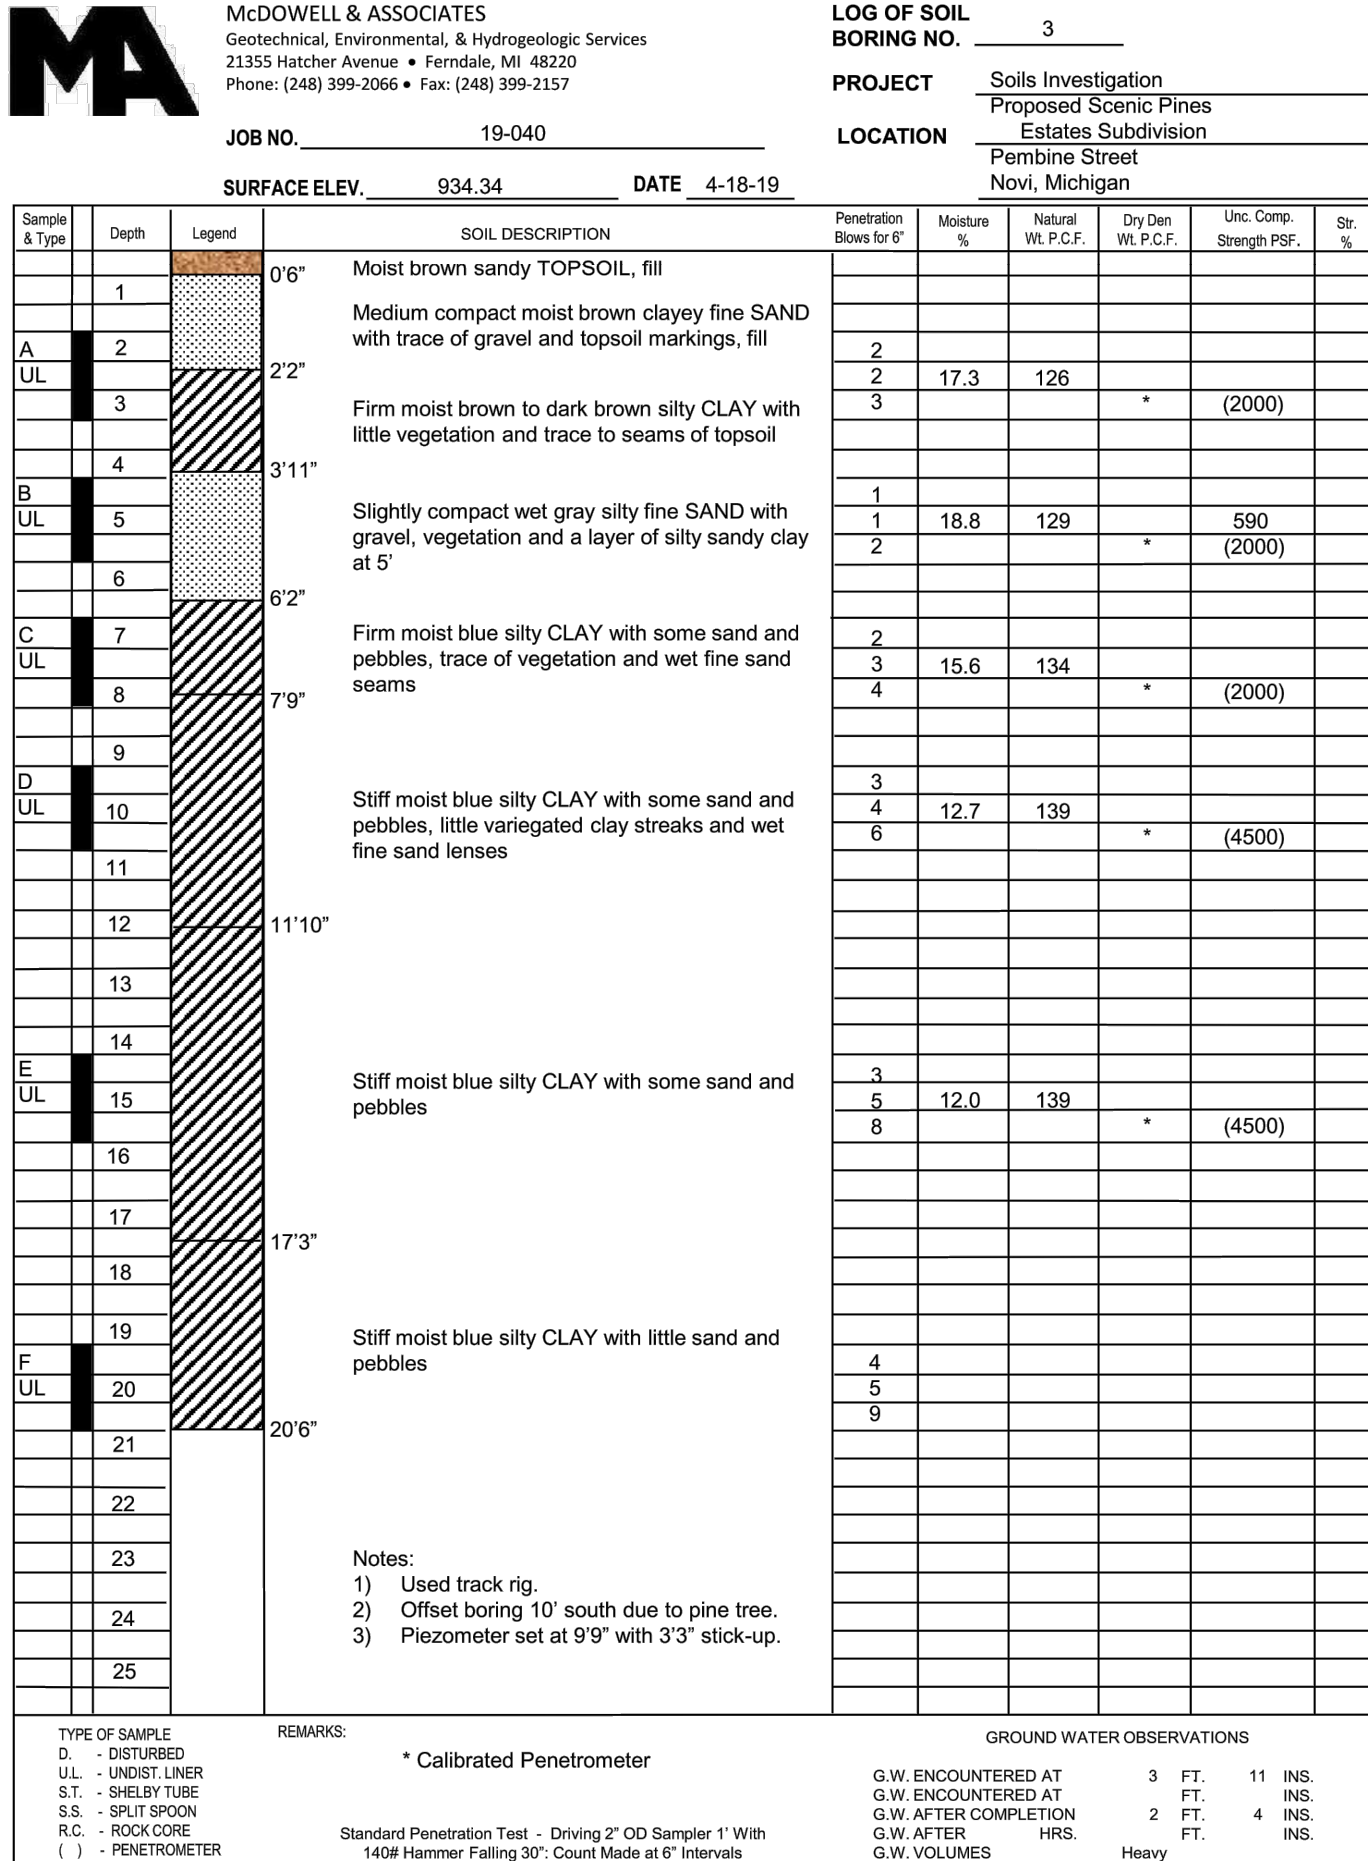 MA
McDOWELL & ASSOCIATES
Geotechnical, Environmental, & Hydrogeologic Services
21355 Hatcher Avenue • Ferndale, MI 48220
Phone: (248) 399-2066 • Fax: (248) 399-2157
JOB NO. 19-040
SURFACE ELEV. 934.34 DATE 4-18-19
LOG OF SOIL
BORING NO. 3
PROJECT Soils Investigation
Proposed Scenic Pines
LOCATION Estates Subdivision
Pembine Street
Novi, Michigan
Sample & Type Depth Legend SOIL DESCRIPTION Penetration Blows for 6" Moisture % Natural Wt. P.C.F. Dry Den Wt. P.C.F. Unc. Comp. Strength PSF. Str. %
0'6" Moist brown sandy TOPSOIL, fill
1
Medium compact moist brown clayey fine SAND
with trace of gravel and topsoil markings, fill
A 2 2
UL 2'2" 2 17.3 126
3 3 * (2000)
Firm moist brown to dark brown silty CLAY with
little vegetation and trace to seams of topsoil
4 3'11"
B 1
UL 5 1 18.8 129 590
2 * (2000)
Slightly compact wet gray silty fine SAND with
gravel, vegetation and a layer of silty sandy clay
at 5'
6
6'2"
C 7 2
UL 3 15.6 134
8 7'9" 4 * (2000)
Firm moist blue silty CLAY with some sand and
pebbles, trace of vegetation and wet fine sand
seams
9
D 3
UL 10 4 12.7 139
6 * (4500)
Stiff moist blue silty CLAY with some sand and
pebbles, little variegated clay streaks and wet
fine sand lenses
11
12 11'10"
13
14
E 3
UL 15 5 12.0 139
8 * (4500)
Stiff moist blue silty CLAY with some sand and
pebbles
16
17
17'3"
18
19
Stiff moist blue silty CLAY with little sand and
pebbles
F 4
UL 20 5
9
20'6"
21
22
23
24
25
Notes:
1) Used track rig.
2) Offset boring 10' south due to pine tree.
3) Piezometer set at 9'9" with 3'3" stick-up.
TYPE OF SAMPLE
D. - DISTURBED
U.L. - UNDIST. LINER
S.T. - SHELBY TUBE
S.S. - SPLIT SPOON
R.C. - ROCK CORE
( ) - PENETROMETER
REMARKS:
* Calibrated Penetrometer
Standard Penetration Test - Driving 2" OD Sampler 1' With
140# Hammer Falling 30": Count Made at 6" Intervals
GROUND WATER OBSERVATIONS
G.W. ENCOUNTERED AT 3 FT. 11 INS.
G.W. ENCOUNTERED AT FT. INS.
G.W. AFTER COMPLETION 2 FT. 4 INS.
G.W. AFTER HRS. FT. INS.
G.W. VOLUMES Heavy